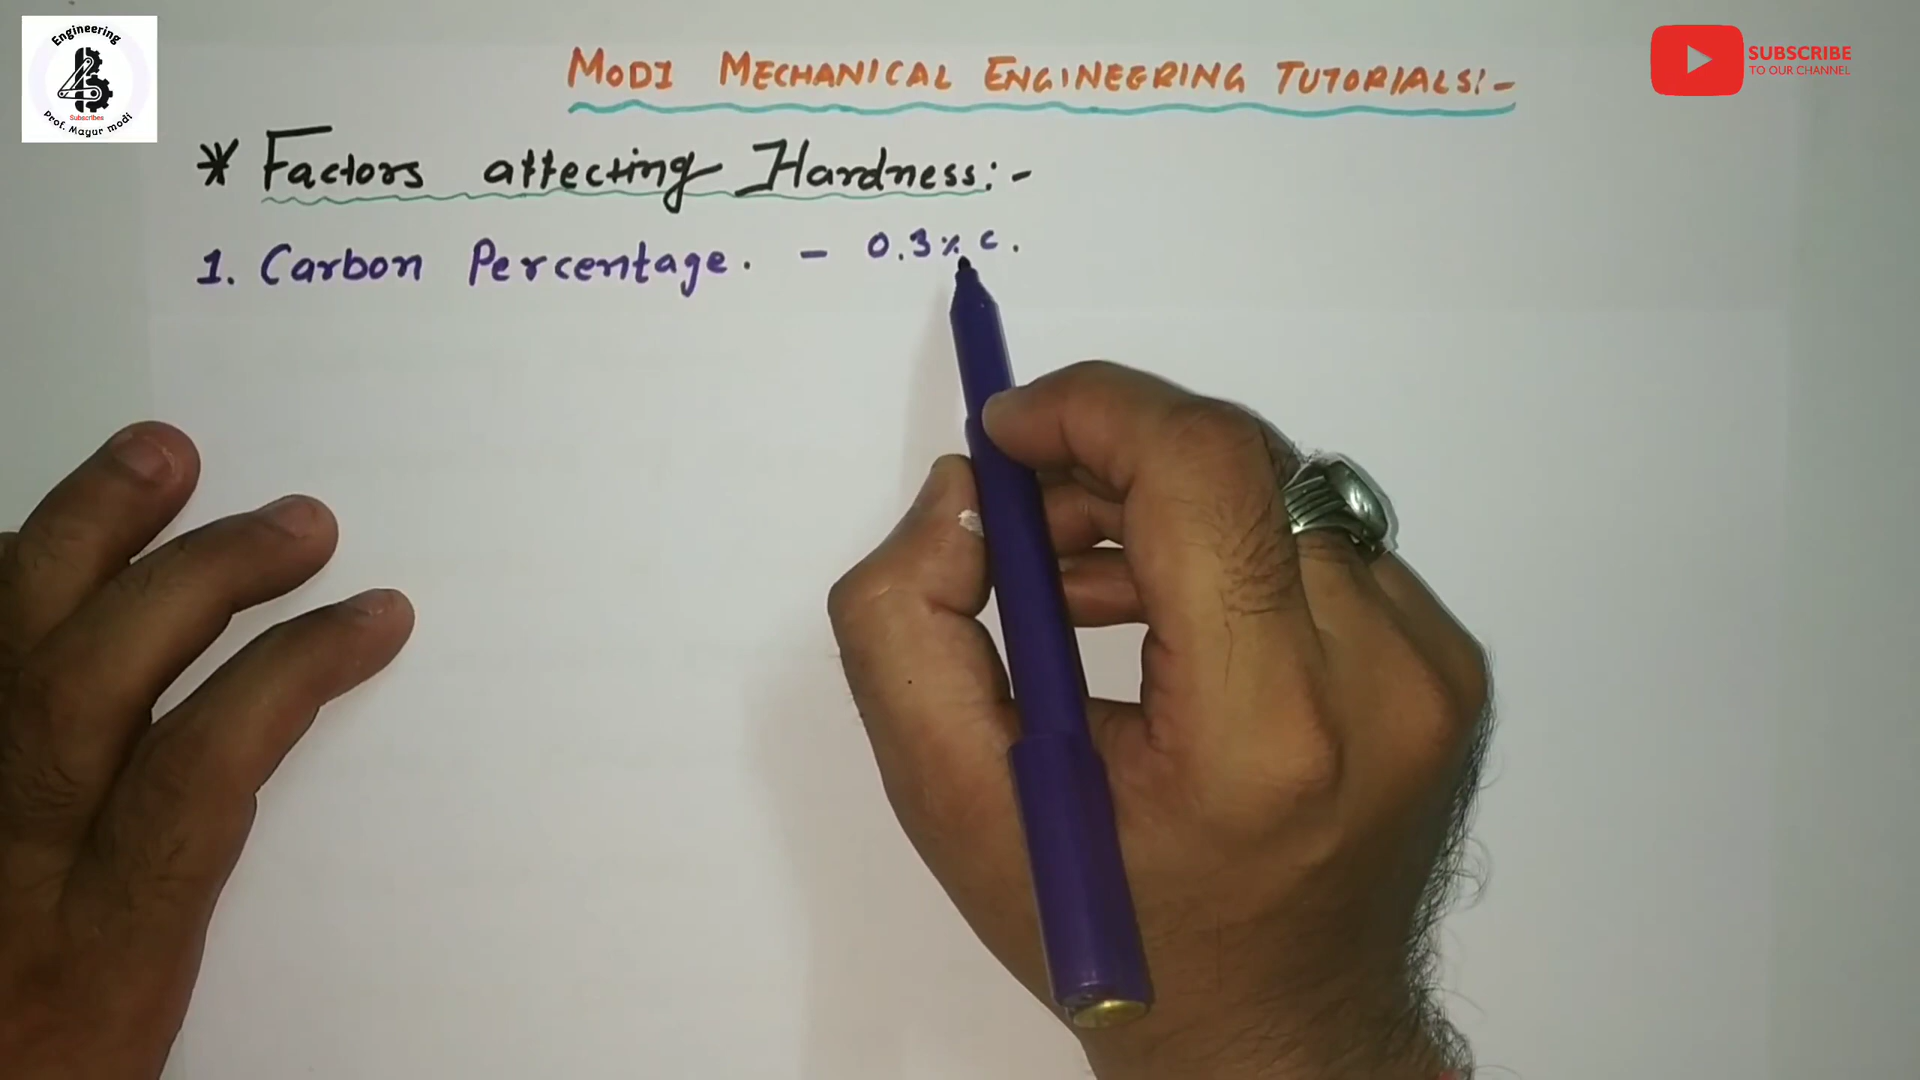 Engineering
Subscribes
Prof. Mayur modi
MODI MECHANICAL ENGINEERING TUTORIALS:-
SUBSCRIBE
TO OUR CHANNEL
* Factors affecting Hardness:-
1. Carbon Percentage. - 0.3% C.